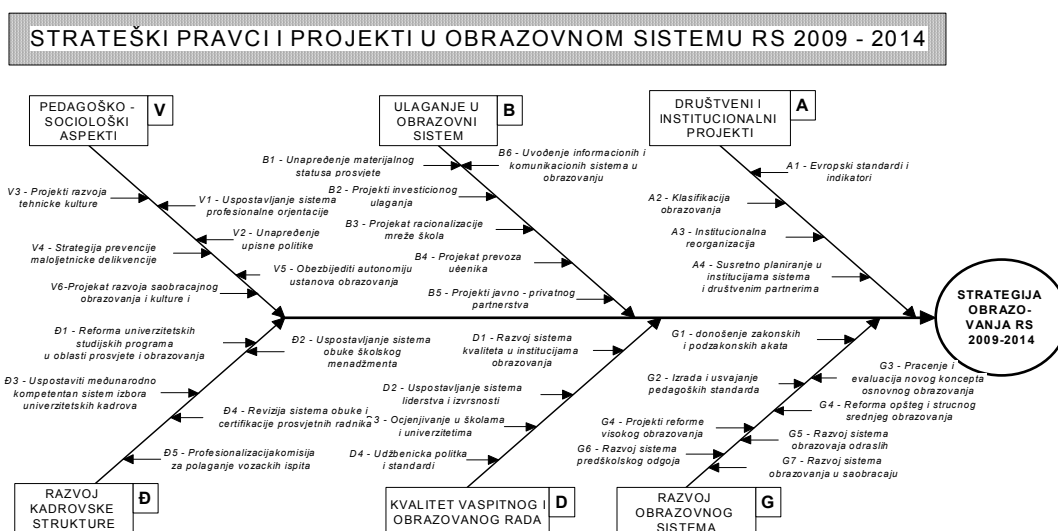 STRATEŠKI PRAVCI I PROJEKTI U OBRAZOVNOM SISTEMU RS 2009 - 2014
PEDAGOŠKO -
SOCIOLOŠKI
ASPEKTI
V
ULAGANJE U
OBRAZOVNI
SISTEM
B
DRUŠTVENI I
INSTITUCIONALNI
PROJEKTI
A
V3 - Projekti razvoja
tehnicke kulture
V1 - Uspostavljanje sistema
profesionalne orjentacije
V2 - Unapređenje
upisne politike
V4 - Strategija prevencije
maloljetnicke delikvencije
V5 - Obezbijediti autonomiju
ustanova obrazovanja
V6-Projekat razvoja saobracajnog
obrazovanja i kulture i
B1 - Unapređenje materijalnog
statusa prosvjete
B6 - Uvođenje informacionih i
komunikacionih sistema u
obrazovanju
B2 - Projekti investicionog
ulaganja
B3 - Projekat racionalizacije
mreže škola
B4 - Projekat prevoza
uèenika
B5 - Projekti javno - privatnog
partnerstva
A1 - Evropski standardi i
indikatori
A2 - Klasifikacija
obrazovanja
A3 - Institucionalna
reorganizacija
A4 - Susretno planiranje u
institucijama sistema
i društvenim partnerima
STRATEGIJA
OBRAZO-
VANJA RS
2009-2014
Đ1 - Reforma univerzitetskih
studijskih programa
u oblasti prosvjete i obrazovanja
Đ2 - Uspostavljanje sistema
obuke školskog
menadžmenta
Đ3 - Uspostaviti međunarodno
kompetentan sistem izbora
univerzitetskih kadrova
Đ4 - Revizija sistema obuke i
certifikacije prosvjetnih radnika
Đ5 - Profesionalizacijakomisija
za polaganje vozackih ispita
D1 - Razvoj sistema
kvaliteta u institucijama
obrazovanja
D2 - Uspostavljanje sistema
liderstva i izvrsnosti
3 - Ocjenjivanje u školama
i univerzitetima
D4 - Udžbenicka politka
i standardi
G1 - donošenje zakonskih
i podzakonskih akata
G3 - Pracenje i
evaluacija novog koncepta
osnovnog obrazovanja
G2 - Izrada i usvajanje
pedagoških standarda
G4 - Reforma opšteg i strucnog
srednjeg obrazovanja
G4 - Projekti reforme
visokog obrazovanja
G5 - Razvoj sistema
obrazovaja odraslih
G6 - Razvoj sistema
predškolskog odgoja
G7 - Razvoj sistema
obrazovanja u saobracaju
RAZVOJ
KADROVSKE
STRUKTURE
Đ
KVALITET VASPITNOG I
OBRAZOVANOG RADA
D
RAZVOJ
OBRAZOVNOG
SISTEMA
G